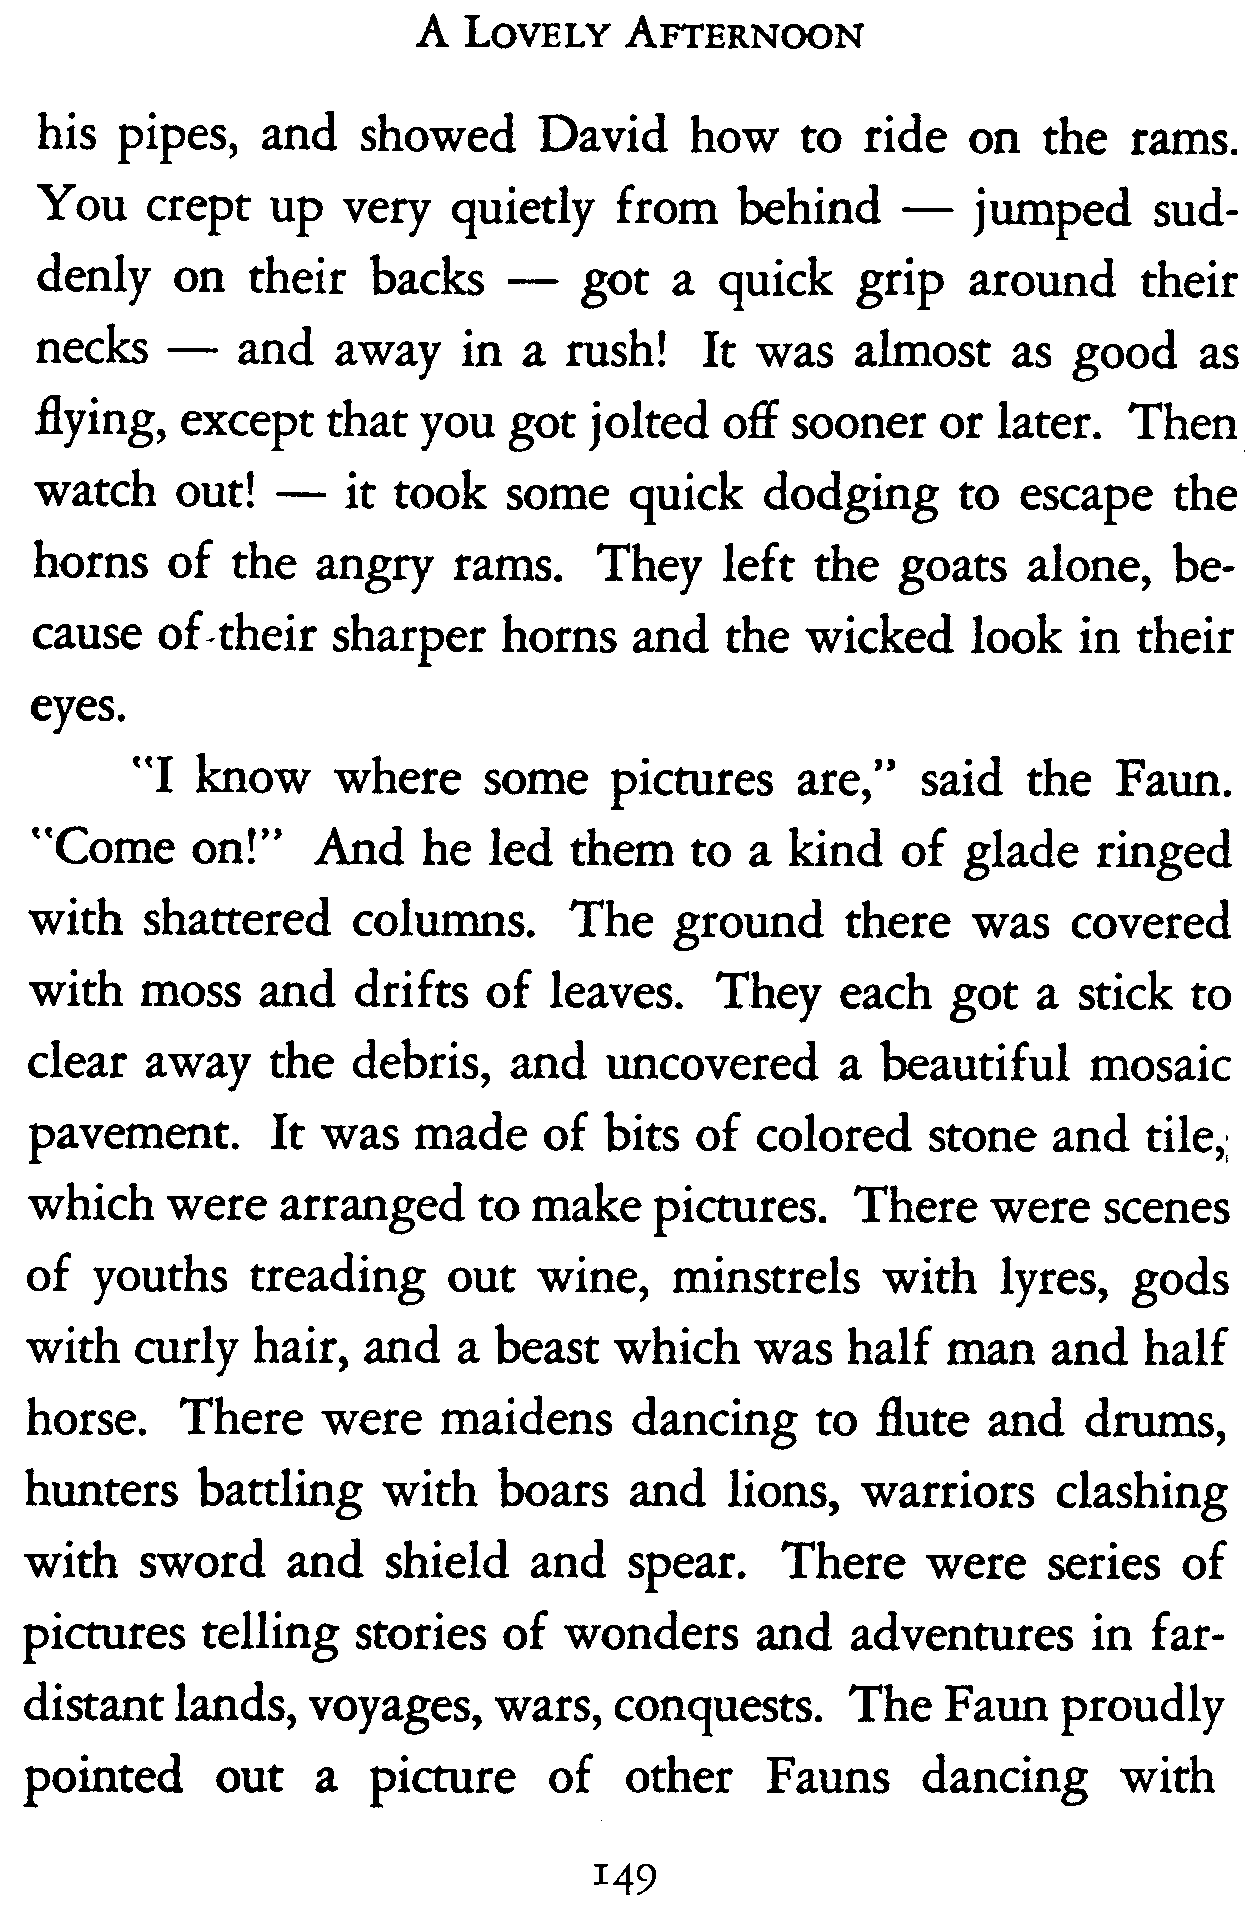 A Lovely Afternoon
his pipes, and showed David how to ride on the rams.
You crept up very quietly from behind — jumped sud-
denly on their backs — got a quick grip around their
necks — and away in a rush! It was almost as good as
flying, except that you got jolted off sooner or later. Then
watch out! — it took some quick dodging to escape the
horns of the angry rams. They left the goats alone, be-
cause of their sharper horns and the wicked look in their
eyes.
"I know where some pictures are," said the Faun.
"Come on!" And he led them to a kind of glade ringed
with shattered columns. The ground there was covered
with moss and drifts of leaves. They each got a stick to
clear away the debris, and uncovered a beautiful mosaic
pavement. It was made of bits of colored stone and tile,
which were arranged to make pictures. There were scenes
of youths treading out wine, minstrels with lyres, gods
with curly hair, and a beast which was half man and half
horse. There were maidens dancing to flute and drums,
hunters battling with boars and lions, warriors clashing
with sword and shield and spear. There were series of
pictures telling stories of wonders and adventures in far-
distant lands, voyages, wars, conquests. The Faun proudly
pointed out a picture of other Fauns dancing with
149